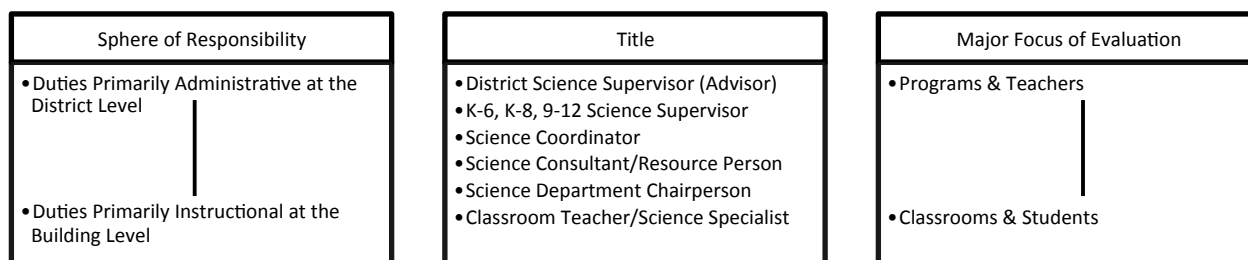 Sphere of Responsibility
•Duties Primarily Administrative at the
District Level
•Duties Primarily Instructional at the
Building Level
Title
•District Science Supervisor (Advisor)
•K-6, K-8, 9-12 Science Supervisor
•Science Coordinator
•Science Consultant/Resource Person
•Science Department Chairperson
•Classroom Teacher/Science Specialist
Major Focus of Evaluation
•Programs & Teachers
•Classrooms & Students